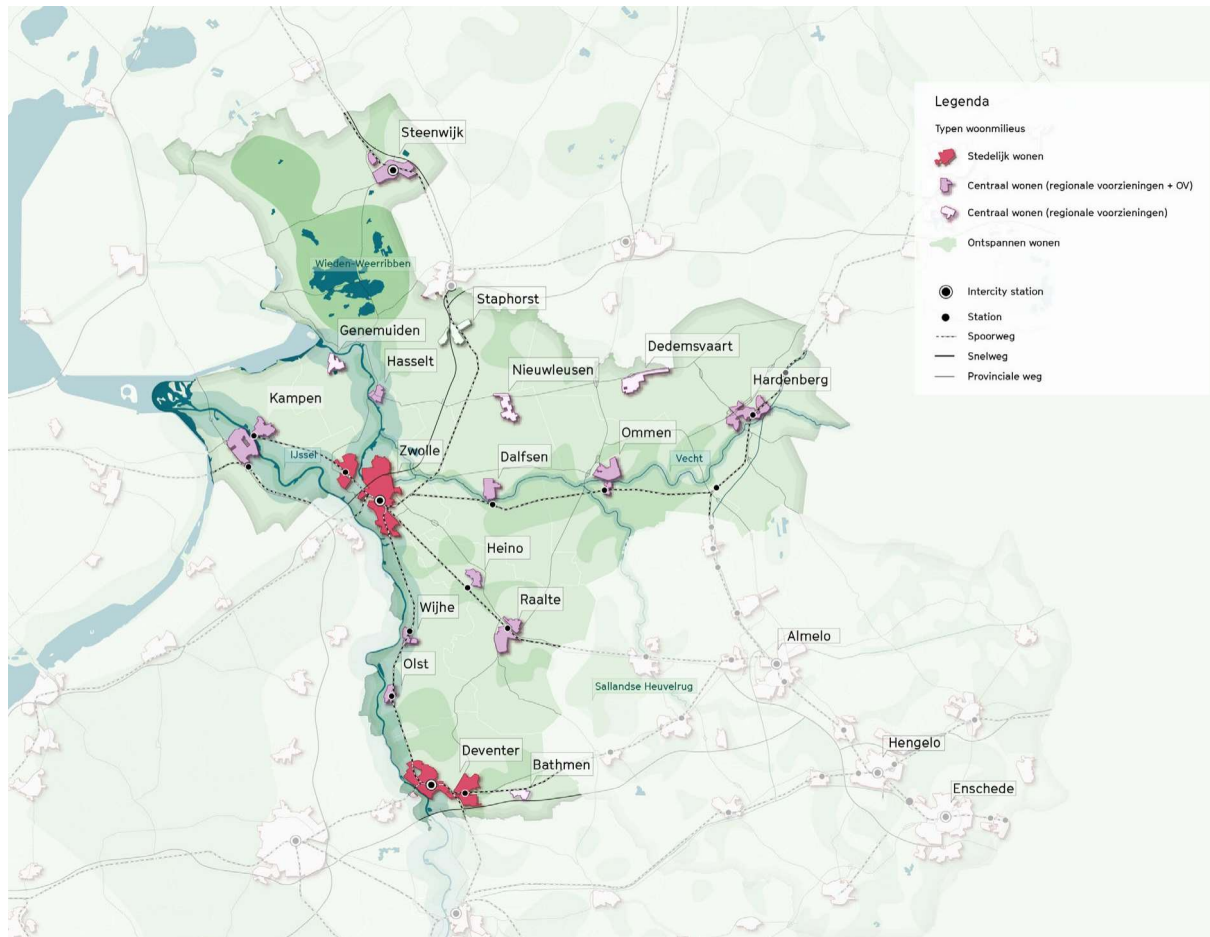 Legenda
Typen woonmilieus
Stedelijk wonen
Centraal wonen (regionale voorzieningen + OV)
Centraal wonen (regionale voorzieningen)
Ontspannen wonen
Intercity station
Station
Spoorweg
Snelweg
Provinciale weg
Steenwijk
Wieden-Weerribben
Staphorst
Genemuiden
Hasselt
Dedemsvaart
Nieuwleusen
Hardenberg
Kampen
Ommen
IJssel
Zwolle
Dalfsen
Vecht
Heino
Raalte
Wijhe
Almelo
Olst
Sallandse Heuvelrug
Deventer
Bathmen
Hengelo
Enschede